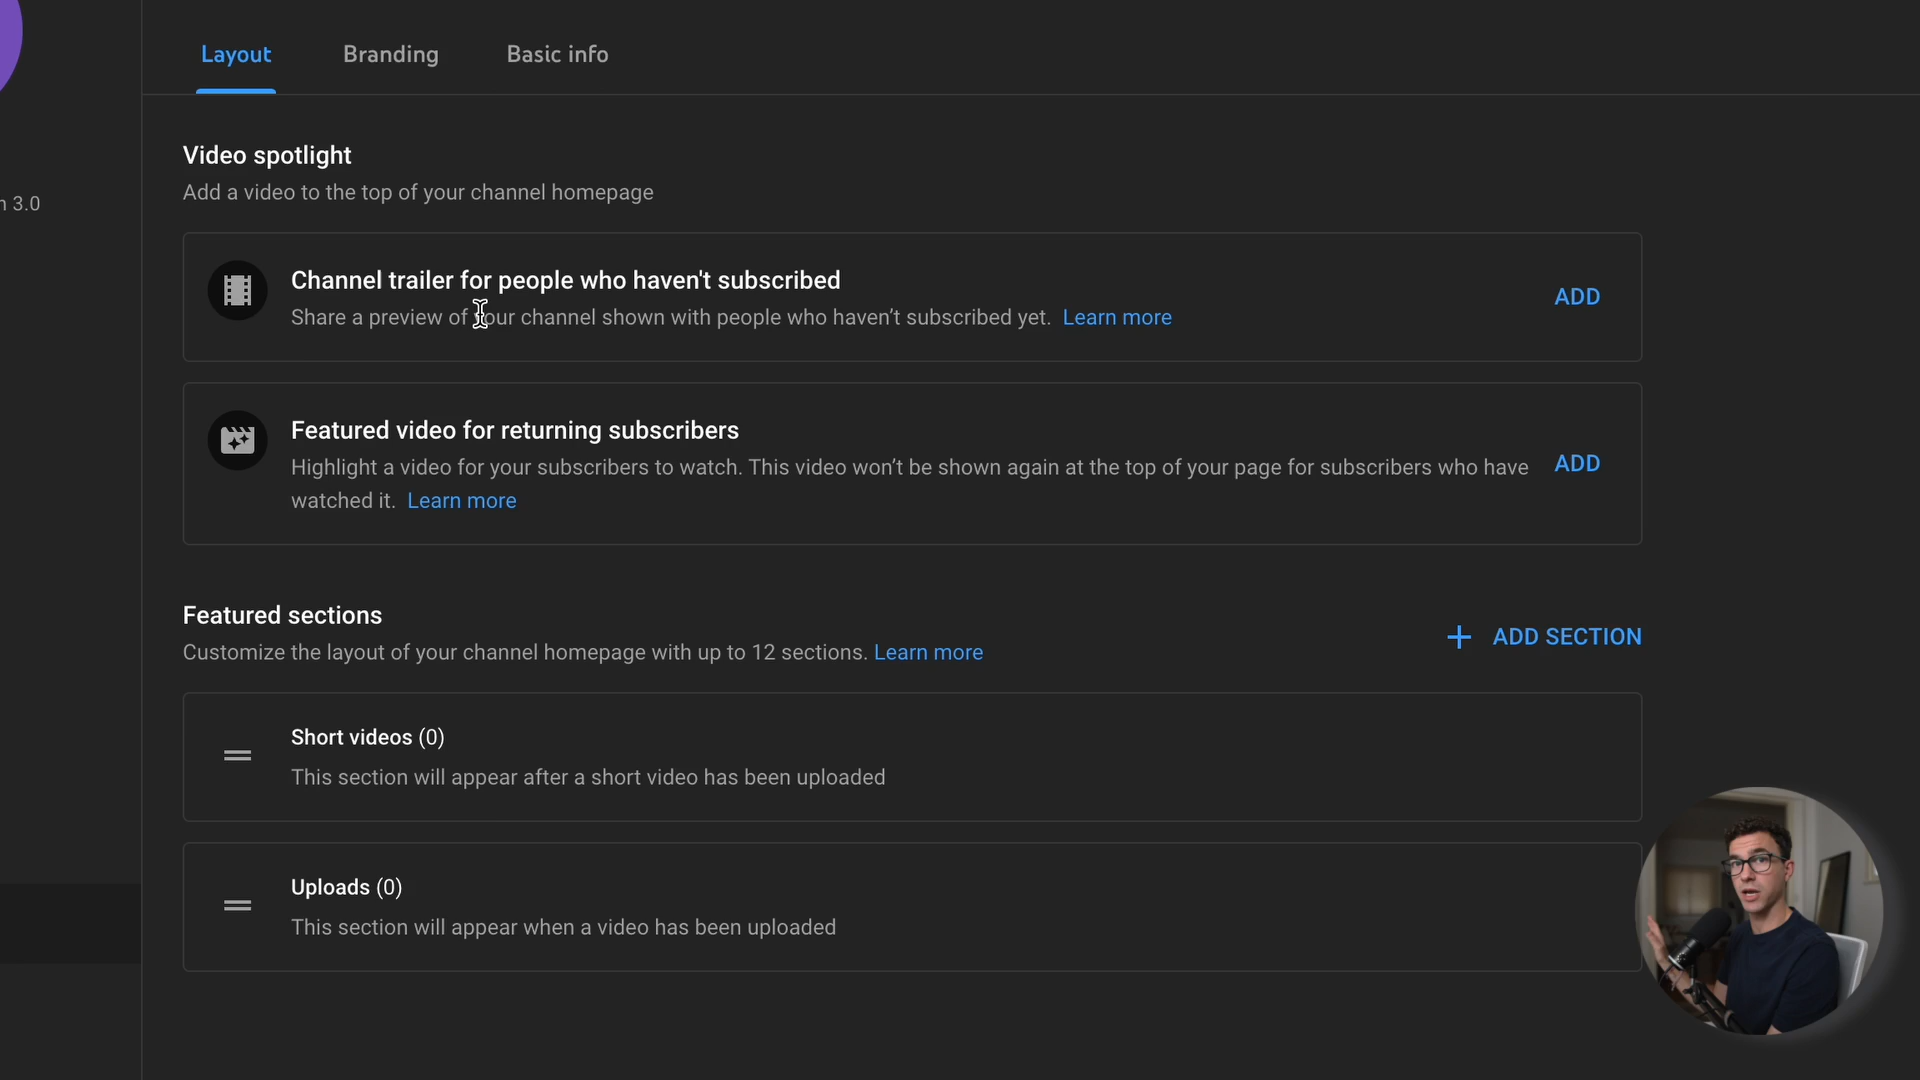 Layout Branding Basic info
Video spotlight
Add a video to the top of your channel homepage
3.0
Channel trailer for people who haven't subscribed
Share a preview of your channel shown with people who haven’t subscribed yet. Learn more
ADD
Featured video for returning subscribers
Highlight a video for your subscribers to watch. This video won’t be shown again at the top of your page for subscribers who have
watched it. Learn more
ADD
Featured sections
Customize the layout of your channel homepage with up to 12 sections. Learn more
+ ADD SECTION
Short videos (0)
This section will appear after a short video has been uploaded
Uploads (0)
This section will appear when a video has been uploaded